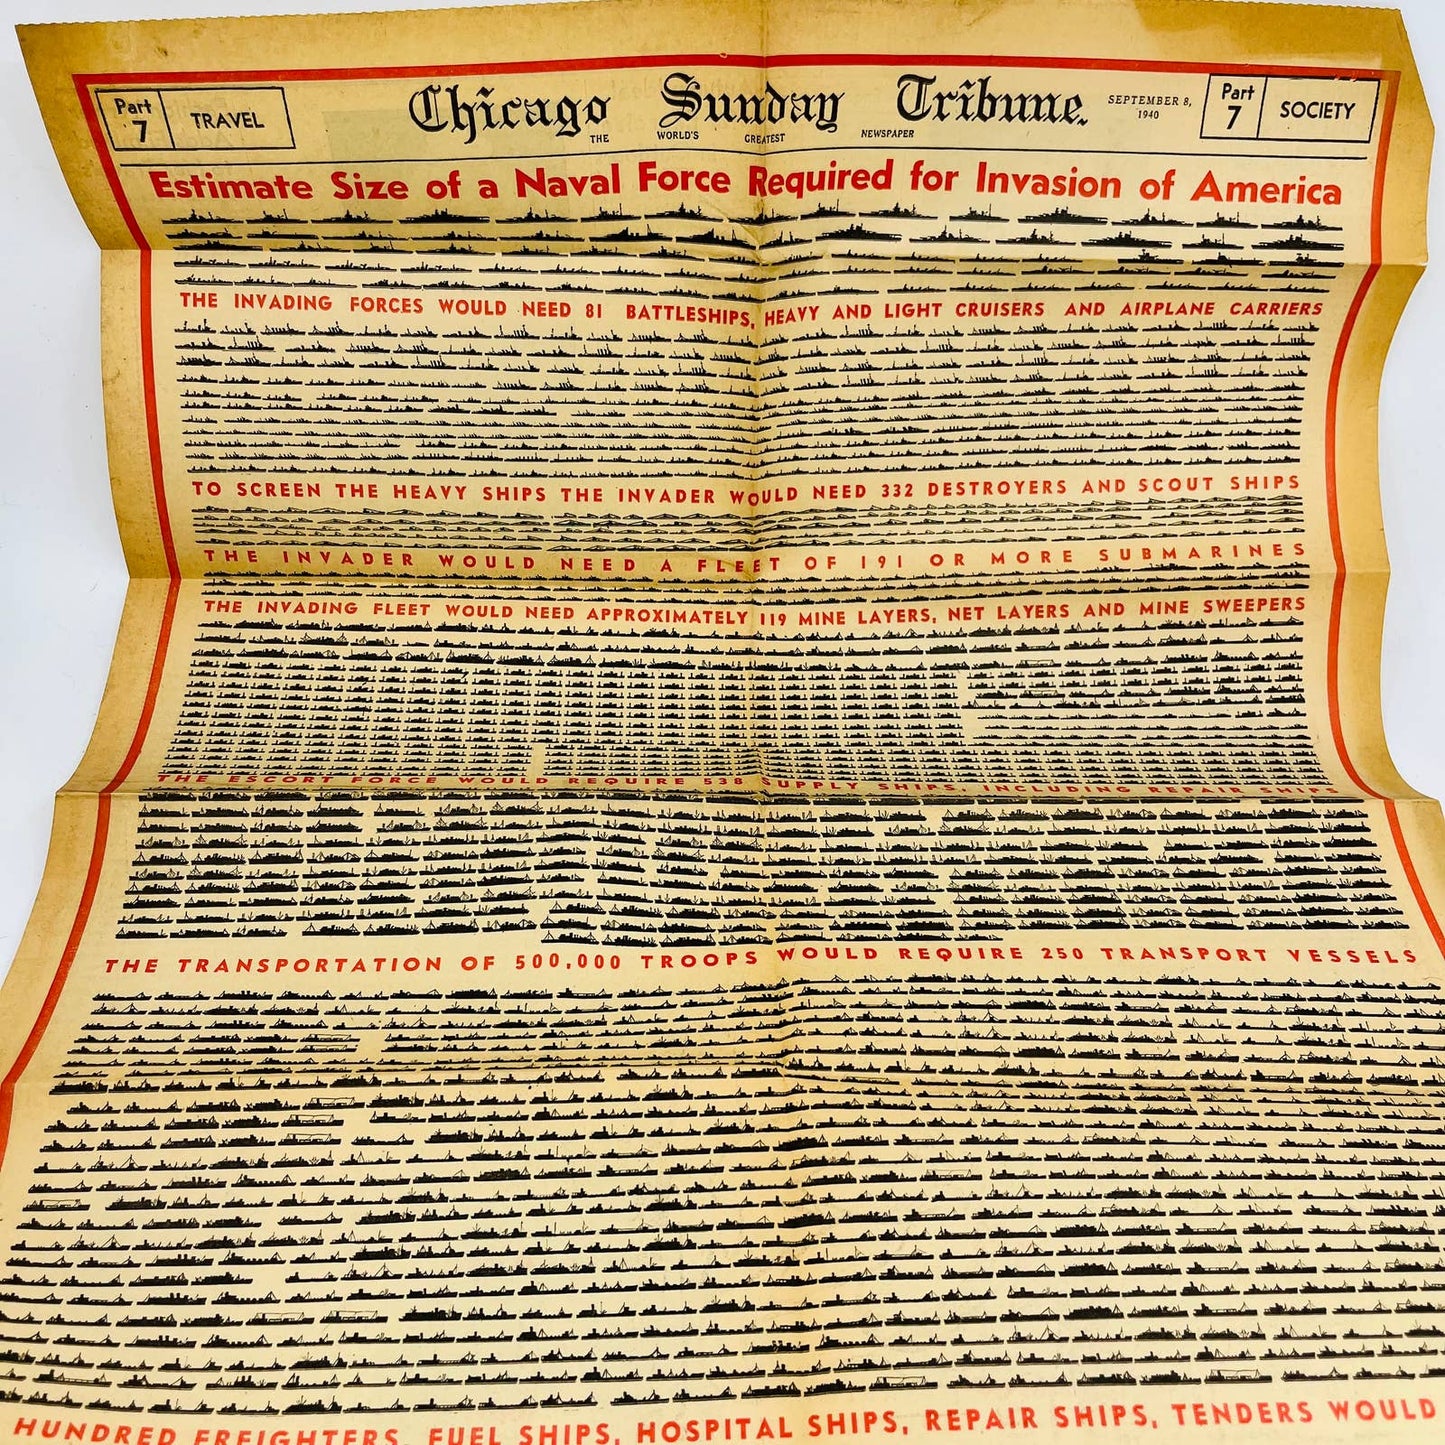 Part 7 TRAVEL
Chicago Sunday Tribune.
THE WORLD'S GREATEST NEWSPAPER
SEPTEMBER 8, 1940
Part 7 SOCIETY
Estimate Size of a Naval Force Required for Invasion of America
THE INVADING FORCES WOULD NEED 81 BATTLESHIPS, HEAVY AND LIGHT CRUISERS AND AIRPLANE CARRIERS
TO SCREEN THE HEAVY SHIPS THE INVADER WOULD NEED 332 DESTROYERS AND SCOUT SHIPS
THE INVADER WOULD NEED A FLEET OF 191 OR MORE SUBMARINES
THE INVADING FLEET WOULD NEED APPROXIMATELY 119 MINE LAYERS, NET LAYERS AND MINE SWEEPERS
THE ESCORT FORCE WOULD REQUIRE 538 SUPPLY SHIPS, INCLUDING REPAIR SHIPS
THE TRANSPORTATION OF 500,000 TROOPS WOULD REQUIRE 250 TRANSPORT VESSELS
HUNDRED FREIGHTERS, FUEL SHIPS, HOSPITAL SHIPS, REPAIR SHIPS, TENDERS WOULD